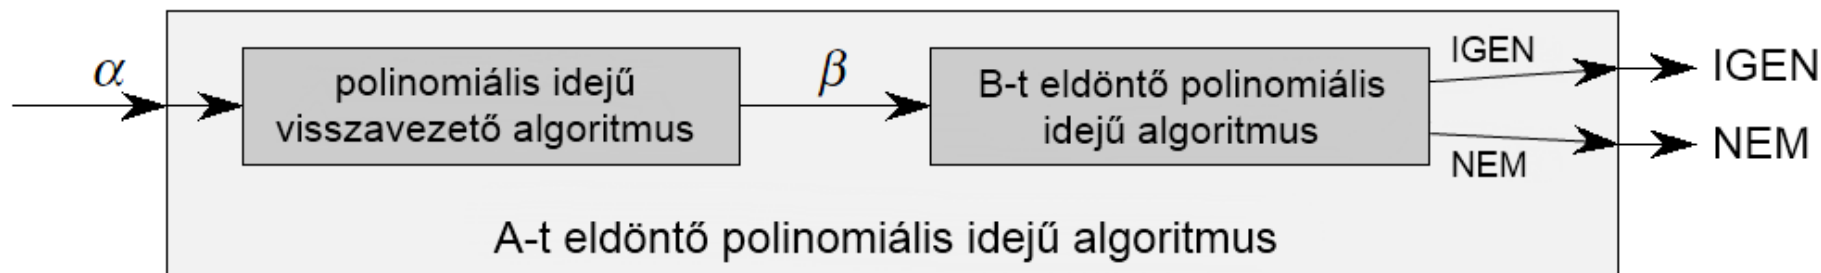 α
polinomiális idejű
visszavezető algoritmus
β
B-t eldöntő polinomiális
idejű algoritmus
IGEN
NEM
IGEN
NEM
A-t eldöntő polinomiális idejű algoritmus